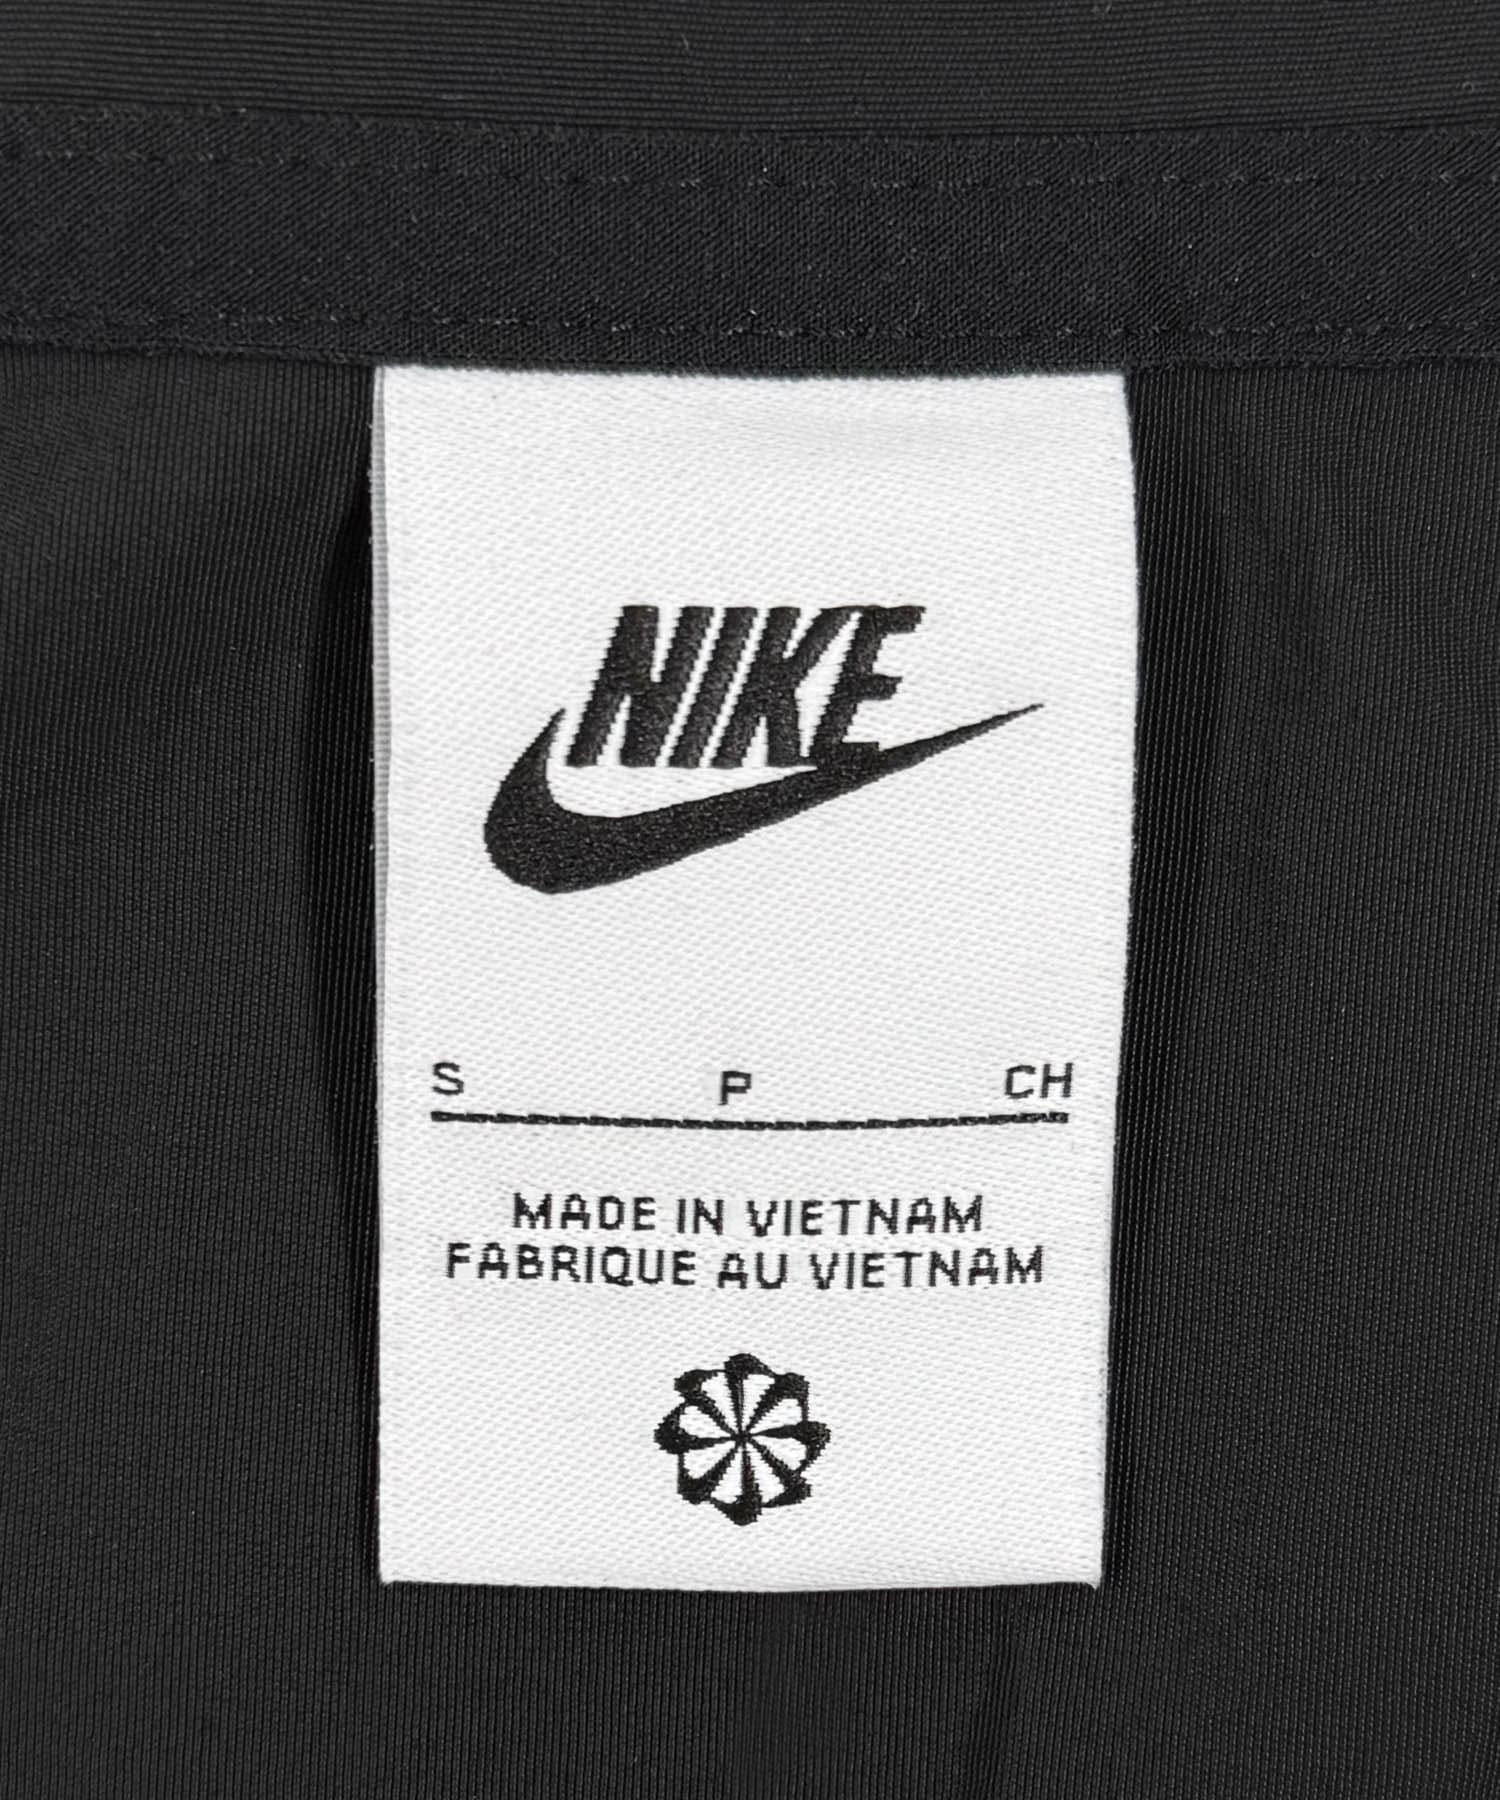 NIKE
S P CH
MADE IN VIETNAM
FABRIQUE AU VIETNAM